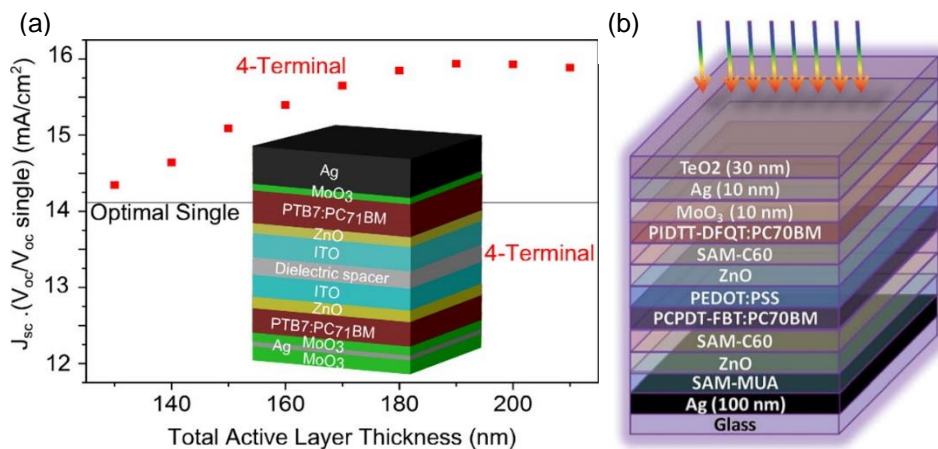 (a)
J_sc .(V_oc/V_oc single) (mA/cm²)
16
15
14
13
12
4-Terminal
Optimal Single
Ag
MoO₃
PTB7:PC₇₁BM
ZnO
ITO
Dielectric spacer
ITO
ZnO
PTB7:PC₇₁BM
MoO₃
Ag
MoO₃
4-Terminal
140 160 180 200
Total Active Layer Thickness (nm)
(b)
TeO2 (30 nm)
Ag (10 nm)
MoO₃ (10 nm)
PIDTT-DFQT:PC70BM
SAM-C60
ZnO
PEDOT:PSS
PCPDT-FBT:PC70BM
SAM-C60
ZnO
SAM-MUA
Ag (100 nm)
Glass